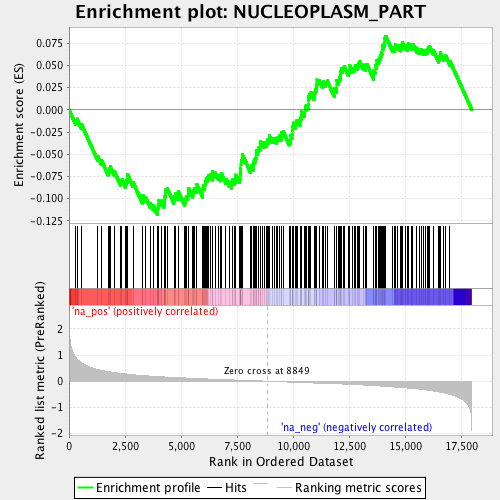 Enrichment plot: NUCLEOPLASM_PART
Enrichment score (ES)
0.075
0.050
0.025
0.000
-0.025
-0.050
-0.075
-0.100
-0.125
'na_pos' (positively correlated)
Ranked list metric (PreRanked)
2
1
0
-1
-2
Zero cross at 8849
'na_neg' (negatively correlated)
0
2,500
5,000
7,500
10,000
12,500
15,000
17,500
Rank in Ordered Dataset
Enrichment profile
Hits
Ranking metric scores